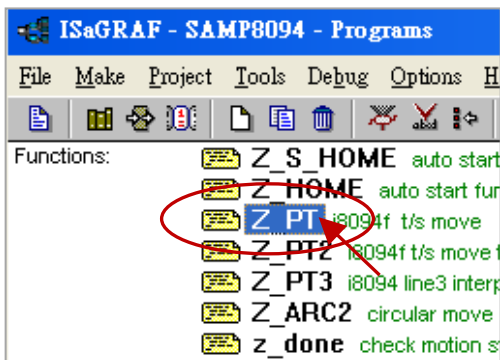 ISaGRAF - SAMP8094 - Programs
File Make Project Tools Debug Options H
Functions:
Z_S_HOME auto start
Z_HOME auto start fun
Z_PT i8094f t/s move
Z_PT2 i8094f t/s move f
Z_PT3 i8094 line3 interp
Z_ARC2 circular move
z_done check motion s